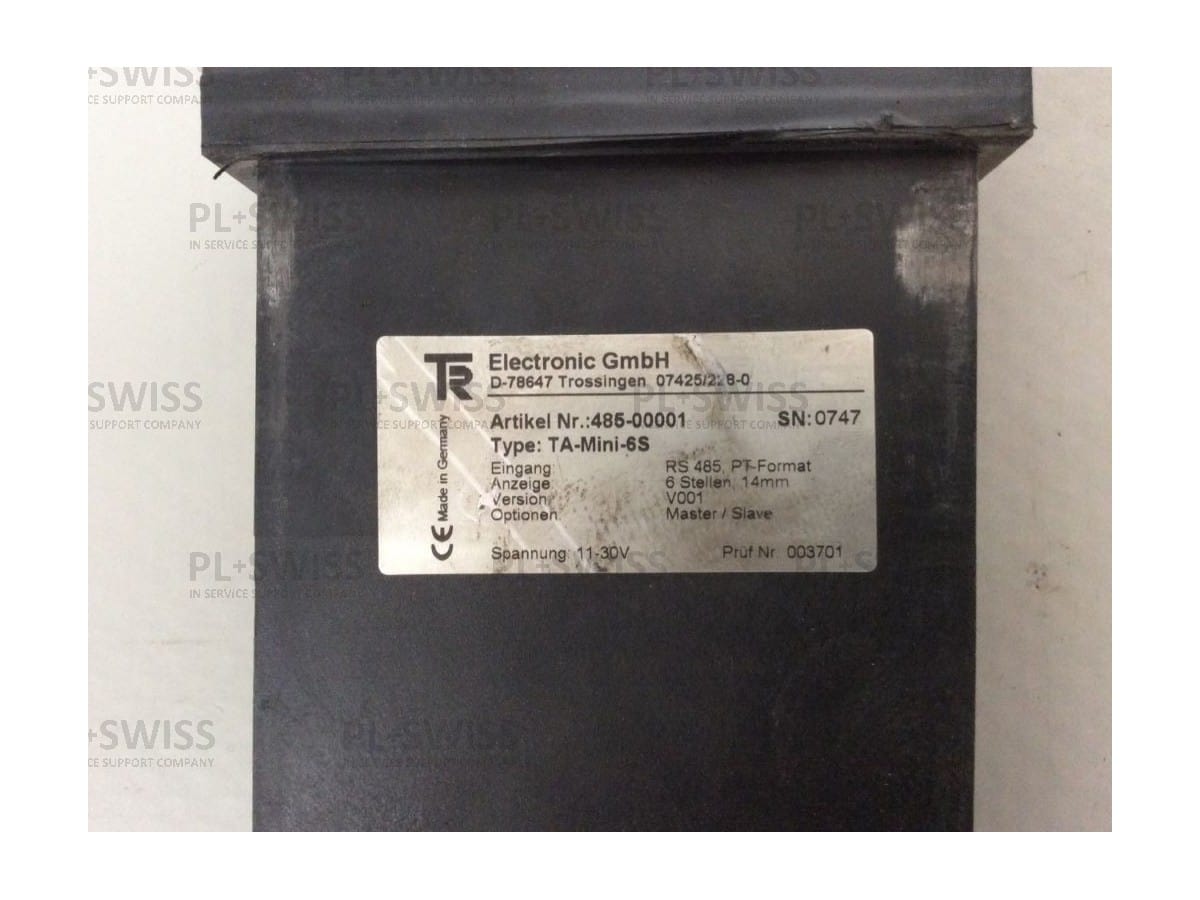 TR
Electronic GmbH
D-78647 Trossingen 07425/228-0
Artikel Nr.:485-00001 SN:0747
Type: TA-Mini-6S
Eingang: RS 485, PT-Format
Anzeige: 6 Stellen, 14mm
Version: V001
Optionen: Master / Slave
Spannung: 11-30V Prüf Nr 003701
CE Made in Germany
PL+SWISS
IN SERVICE SUPPORT COMPANY